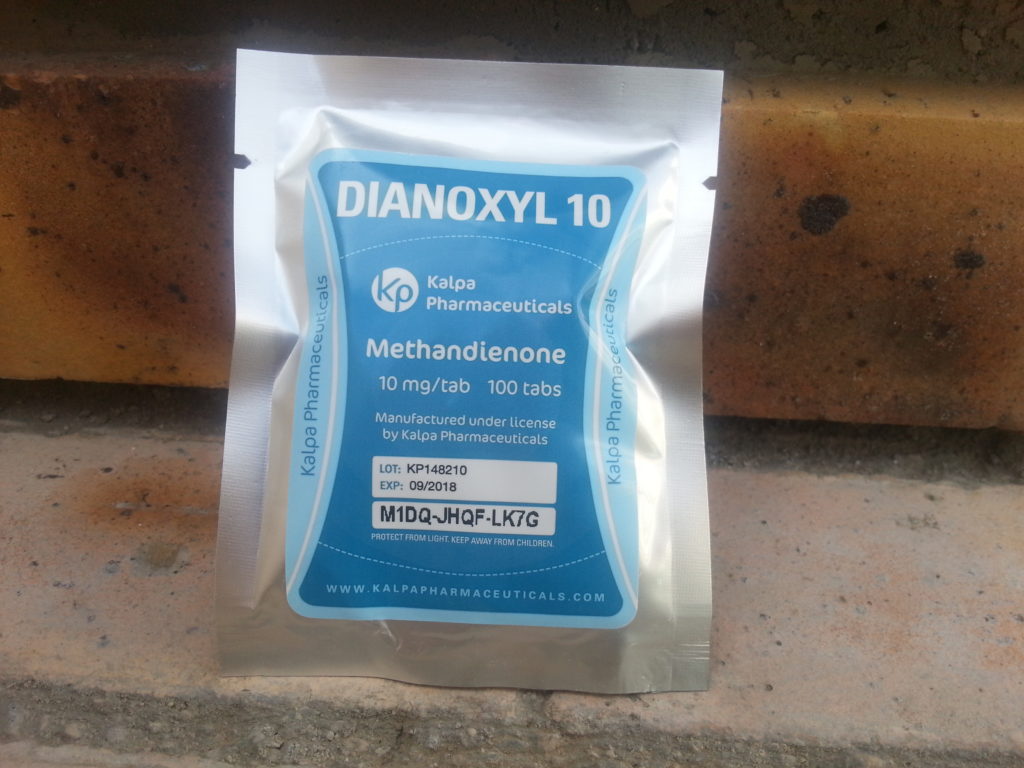 DIANOXYL 10
Kp
Kalpa
Pharmaceuticals
Methandienone
10 mg/tab 100 tabs
Manufactured under license
by Kalpa Pharmaceuticals
LOT: KP148210
EXP: 09/2018
M1DQ-JHQF-LK7G
PROTECT FROM LIGHT. KEEP AWAY FROM CHILDREN.
WWW.KALPAPHARMACEUTICALS.COM
Kalpa Pharmaceuticals
Kalpa Pharmaceuticals